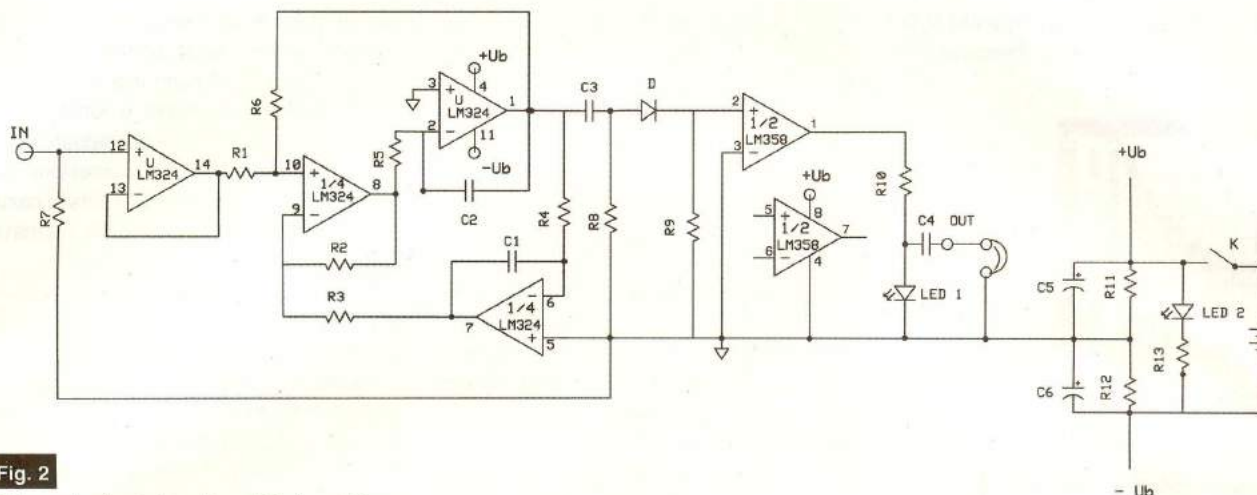 IN
R7
12
+
U
LM324
14
13
-
R1
R6
10
+
1/4
LM324
8
9
-
R2
R3
R5
+Ub
3
+
4
U
LM324
1
2
-
11
-Ub
C2
C1
R4
-
6
1/4
LM324
7
+
5
C3
R8
D
R9
2
+
1/2
LM358
1
3
-
+Ub
5
+
8
1/2
LM358
7
6
-
4
R10
C4
OUT
LED 1
+Ub
K
C5
+
R11
LED 2
R13
C6
+
R12
- Ub
Fig. 2